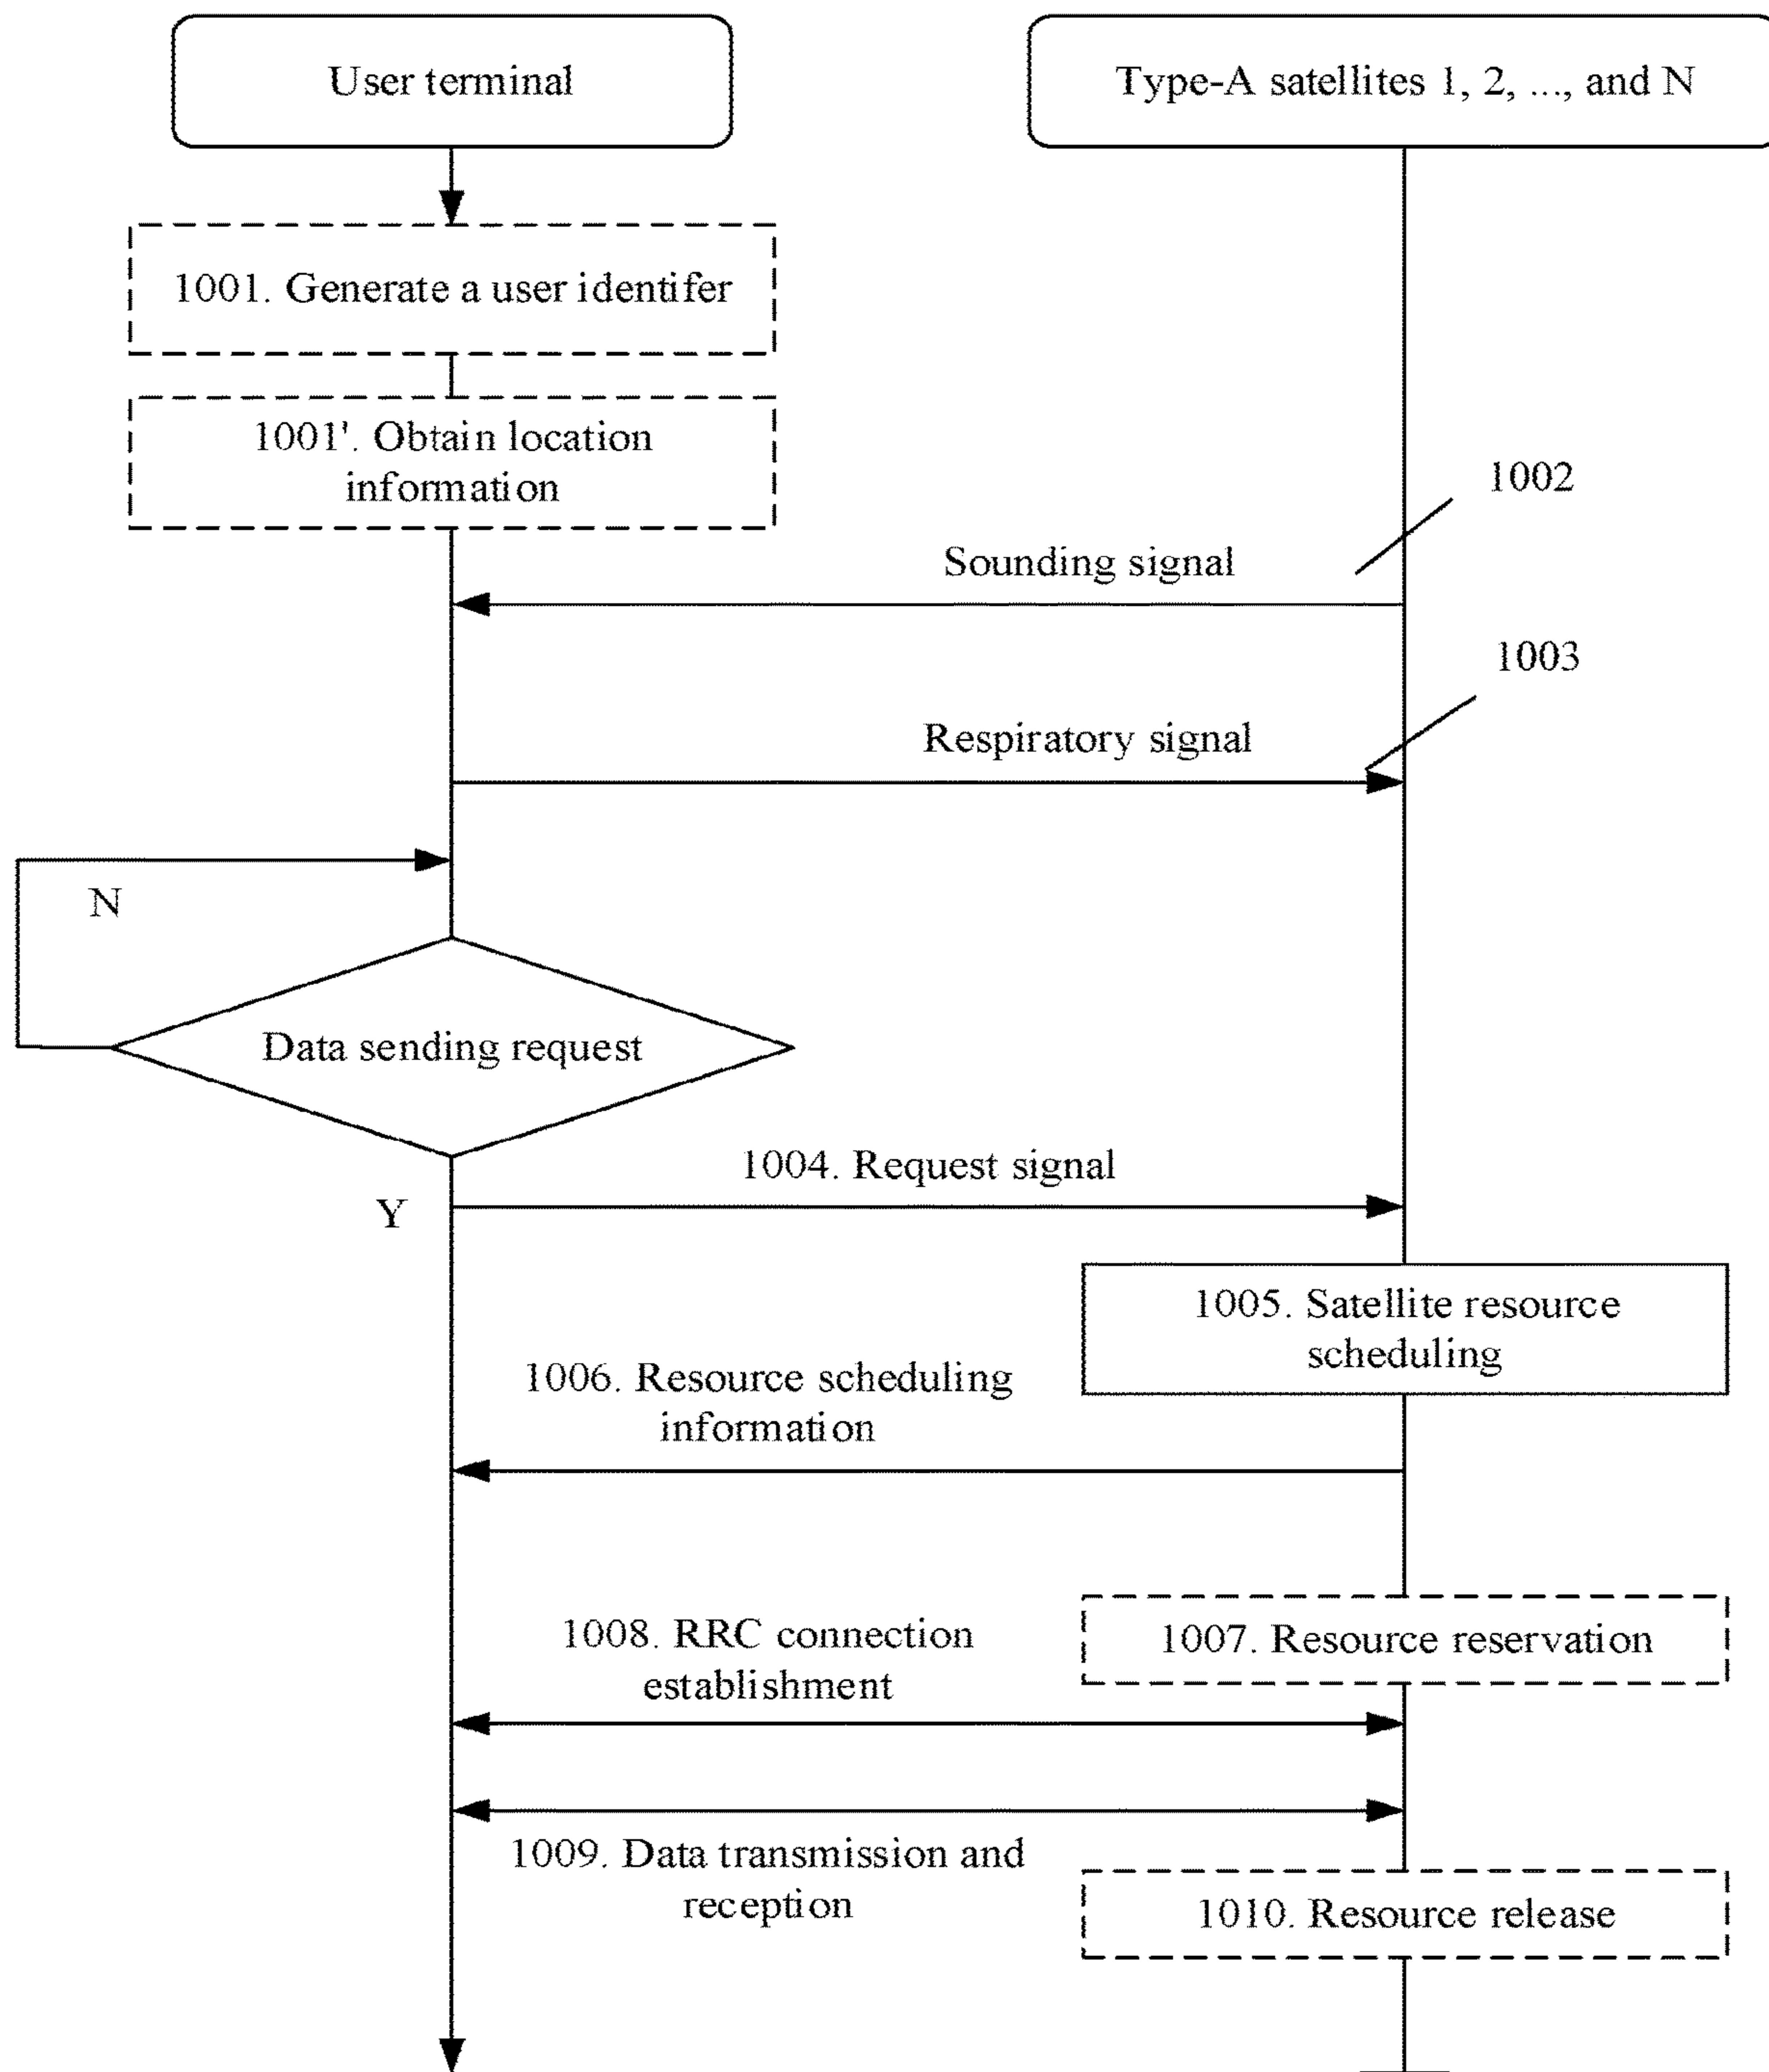 User terminal
Type-A satellites 1, 2, ..., and N
1001. Generate a user identifer
1001'. Obtain location
information
1002
Sounding signal
1003
Respiratory signal
N
Data sending request
1004. Request signal
Y
1005. Satellite resource
scheduling
1006. Resource scheduling
information
1007. Resource reservation
1008. RRC connection
establishment
1009. Data transmission and
reception
1010. Resource release